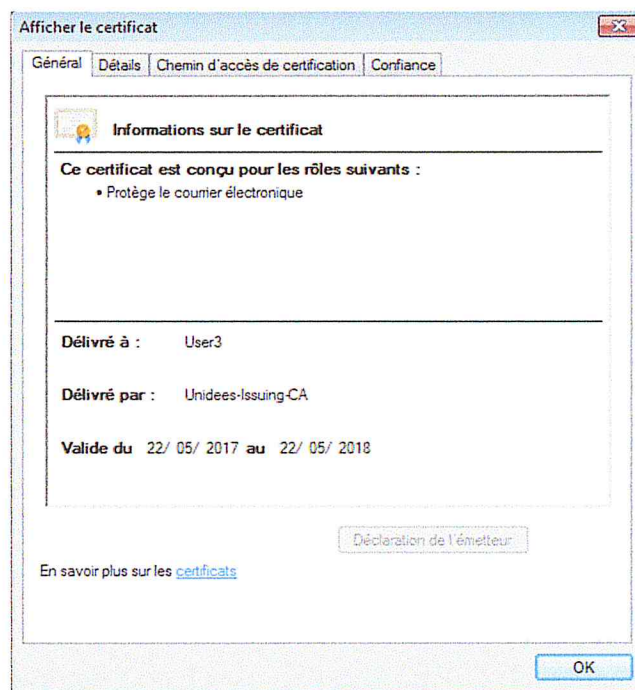 Afficher le certificat
Général Détails Chemin d'accès de certification Confiance
Informations sur le certificat
Ce certificat est conçu pour les rôles suivants :
• Protège le courrier électronique
Délivré à : User3
Délivré par : Unidees-Issuing-CA
Valide du 22/ 05/ 2017 au 22/ 05/ 2018
Déclaration de l'émetteur
En savoir plus sur les certificats
OK